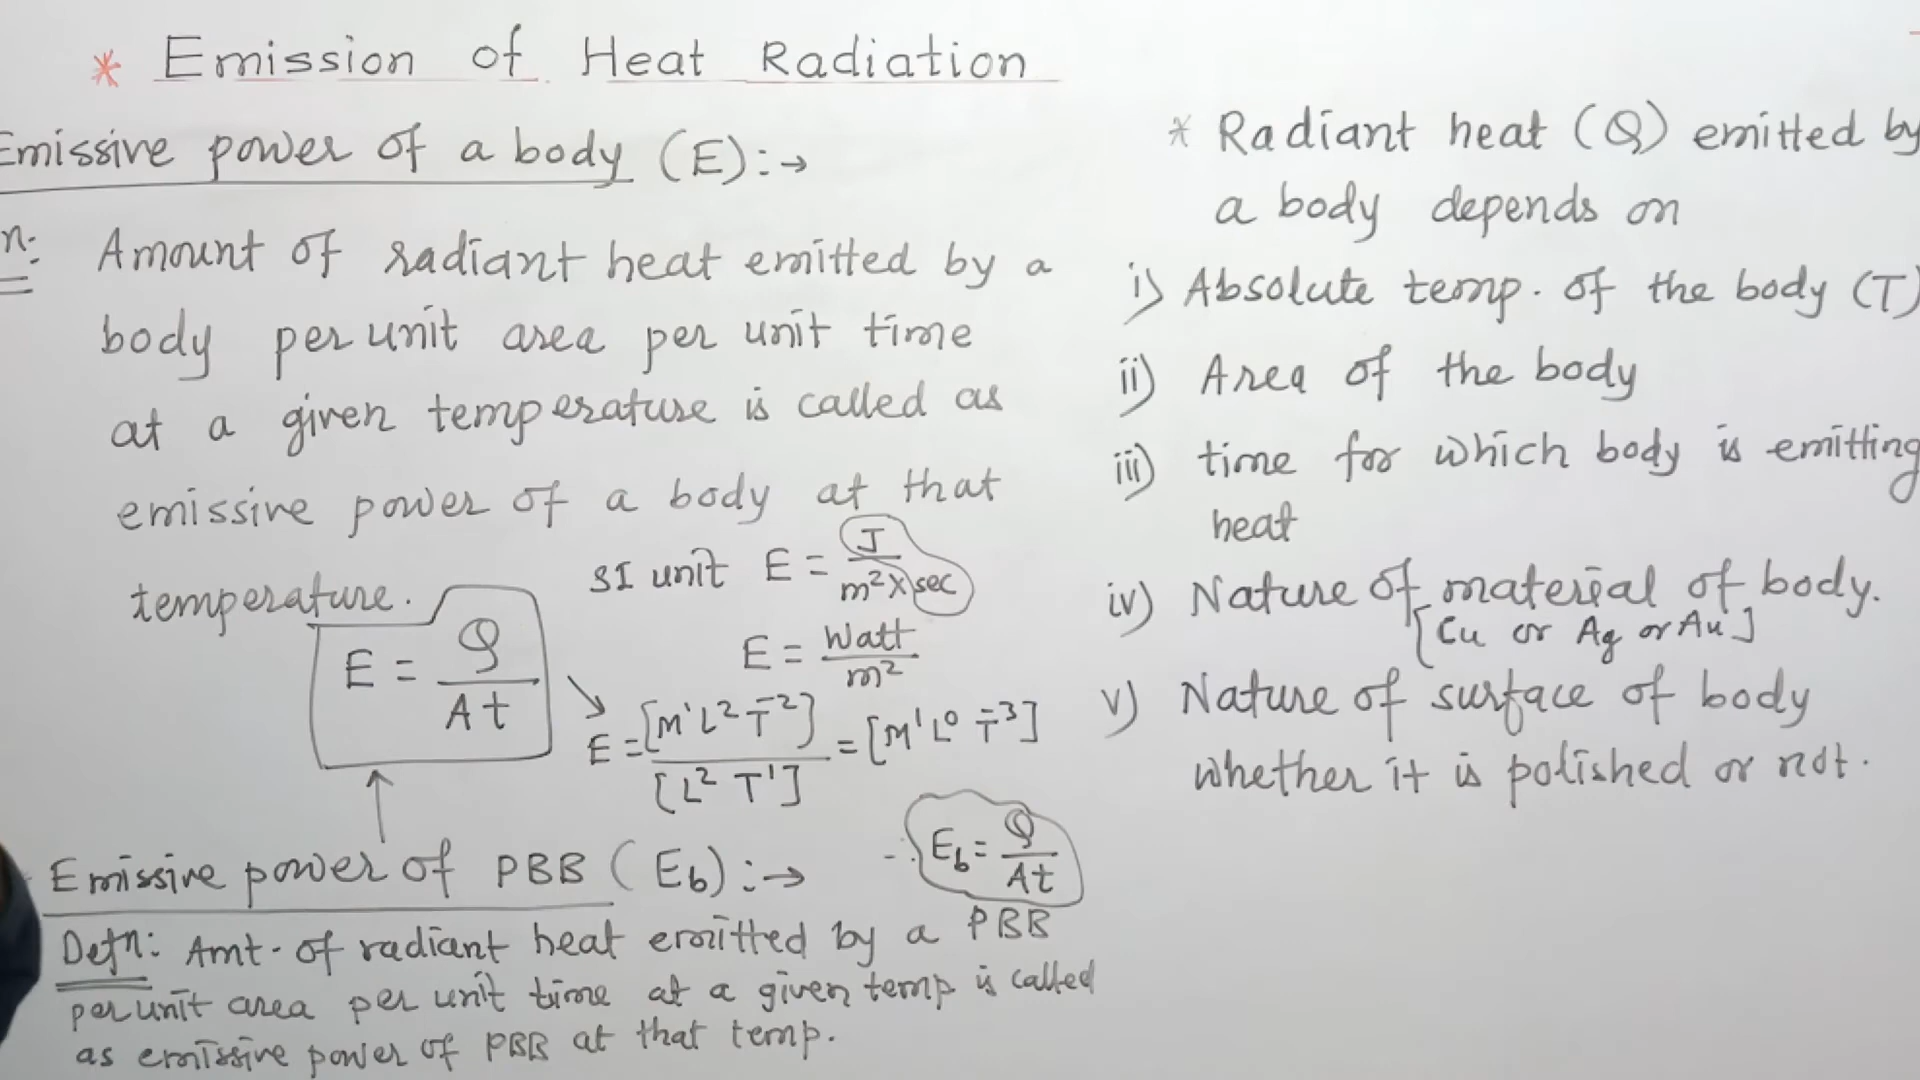 * Emission of Heat Radiation
Emissive power of a body (E):→
n: Amount of radiant heat emitted by a
body per unit area per unit time
at a given temperature is called as
emissive power of a body at that
temperature.
E = Q / At
SI unit E = J / m² x sec
E = Watt / m²
E = [M¹L²T⁻²] / [L² T¹] = [M¹L⁰T⁻³]
Emissive power of PBB (Eb):→
Eb = Q / At
Defn: Amt. of radiant heat emitted by a PBB
per unit area per unit time at a given temp is called
as emissive power of PBB at that temp.
* Radiant heat (Q) emitted by
a body depends on
i) Absolute temp. of the body (T)
ii) Area of the body
iii) time for which body is emitting
heat
iv) Nature of material of body.
[Cu or Ag or Au]
v) Nature of surface of body
whether it is polished or not.